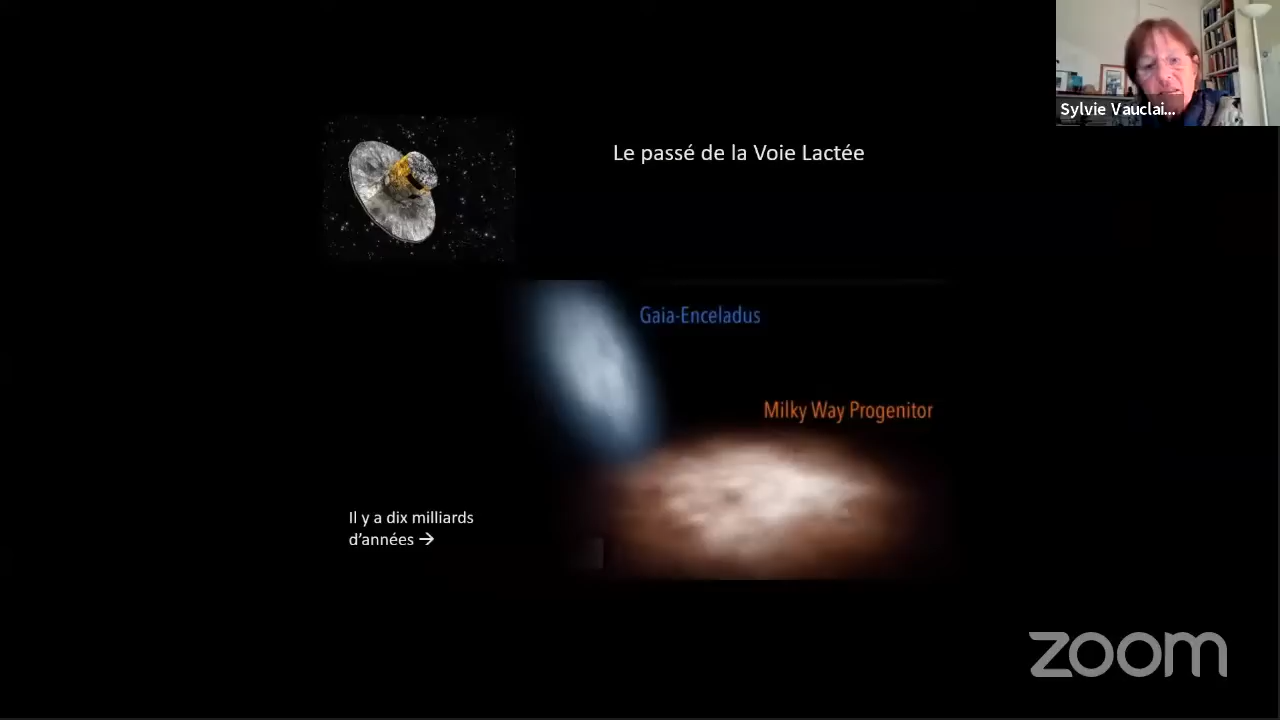 Sylvie Vauclai...
Le passé de la Voie Lactée
Gaia-Enceladus
Milky Way Progenitor
Il y a dix milliards
d'années →
zoom